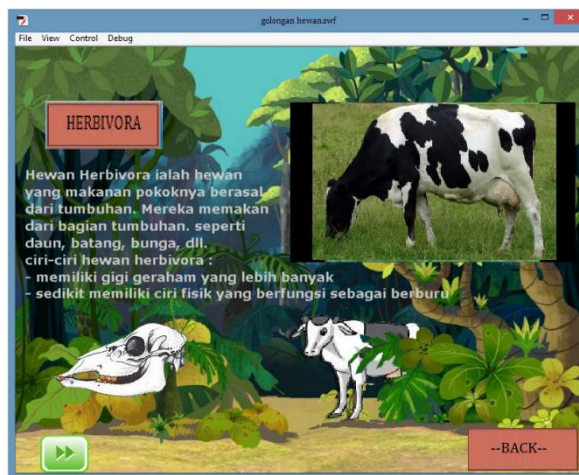 golongan hewan.swf
File View Control Debug
HERBIVORA
Hewan Herbivora ialah hewan
yang makanan pokoknya berasal
dari tumbuhan. Mereka memakan
dari bagian tumbuhan. seperti
daun, batang, bunga, dll.
ciri-ciri hewan herbivora :
- memiliki gigi geraham yang lebih banyak
- sedikit memiliki ciri fisik yang berfungsi sebagai berburu
--BACK--